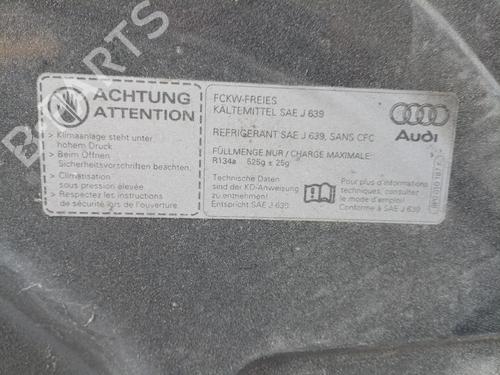 ACHTUNG
ATTENTION
> Klimaanlage steht unter
hohem Druck
> Beim Öffnen
Sicherheitsvorschriften beachten.
> Climatisation
sous pression élevée
> Respectez les instructions
de sécurité lors de l'ouverture.
FCKW-FREIES
KÄLTEMITTEL SAE J 639
REFRIGERANT SAE J 639, SANS CFC
FÜLLMENGE NUR / CHARGE MAXIMALE:
R134a 525g ± 25g
Technische Daten
sind der KD-Anweisung
zu entnehmen!
Entspricht SAE J 639
Audi
Pour plus d'informations
techniques, consultez
le mode d'emploi!
Conforme à SAE J 639